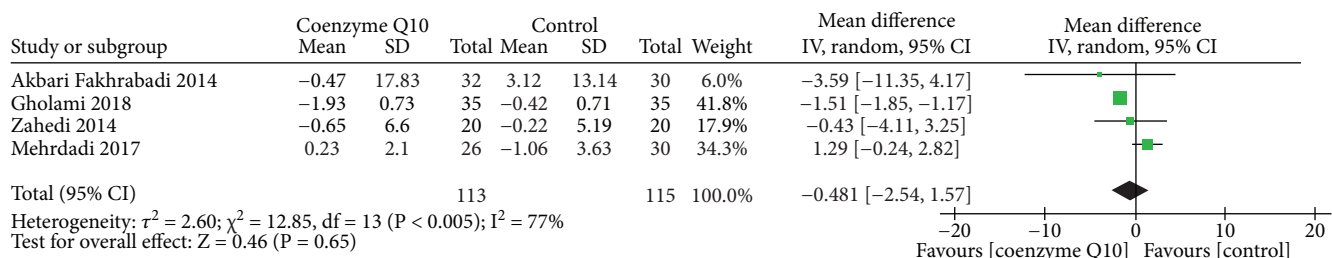 Coenzyme Q10 Control Mean difference Mean difference
Study or subgroup Mean SD Total Mean SD Total Weight IV, random, 95% CI IV, random, 95% CI
Akbari Fakhrabadi 2014 −0.47 17.83 32 3.12 13.14 30 6.0% −3.59 [−11.35, 4.17]
Gholami 2018 −1.93 0.73 35 −0.42 0.71 35 41.8% −1.51 [−1.85, −1.17]
Zahedi 2014 −0.65 6.6 20 −0.22 5.19 20 17.9% −0.43 [−4.11, 3.25]
Mehrdadi 2017 0.23 2.1 26 −1.06 3.63 30 34.3% 1.29 [−0.24, 2.82]
Total (95% CI) 113 115 100.0% −0.481 [−2.54, 1.57]
Heterogeneity: τ² = 2.60; χ² = 12.85, df = 13 (P < 0.005); I² = 77%
Test for overall effect: Z = 0.46 (P = 0.65)
−20 −10 0 10 20
Favours [coenzyme Q10] Favours [control]